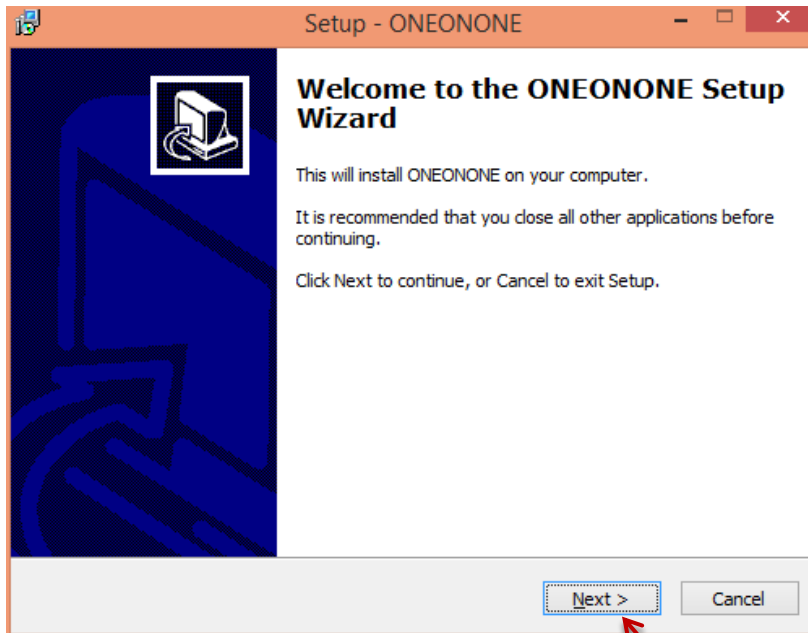 Setup - ONEONONE
Welcome to the ONEONONE Setup
Wizard
This will install ONEONONE on your computer.
It is recommended that you close all other applications before
continuing.
Click Next to continue, or Cancel to exit Setup.
Next >
Cancel